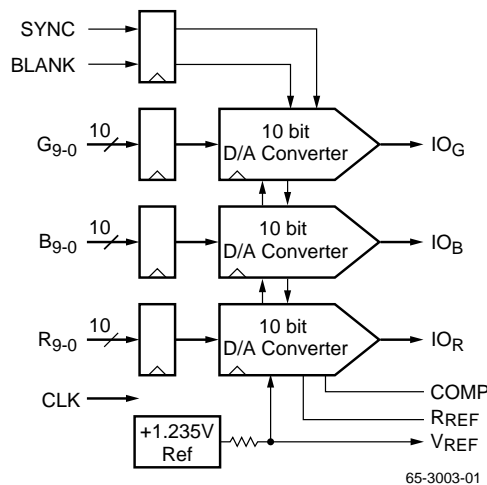 SYNC
BLANK
G9-0
10
10 bit
D/A Converter
IOG
B9-0
10
10 bit
D/A Converter
IOB
R9-0
10
10 bit
D/A Converter
IOR
CLK
COMP
RREF
VREF
+1.235V
Ref
65-3003-01